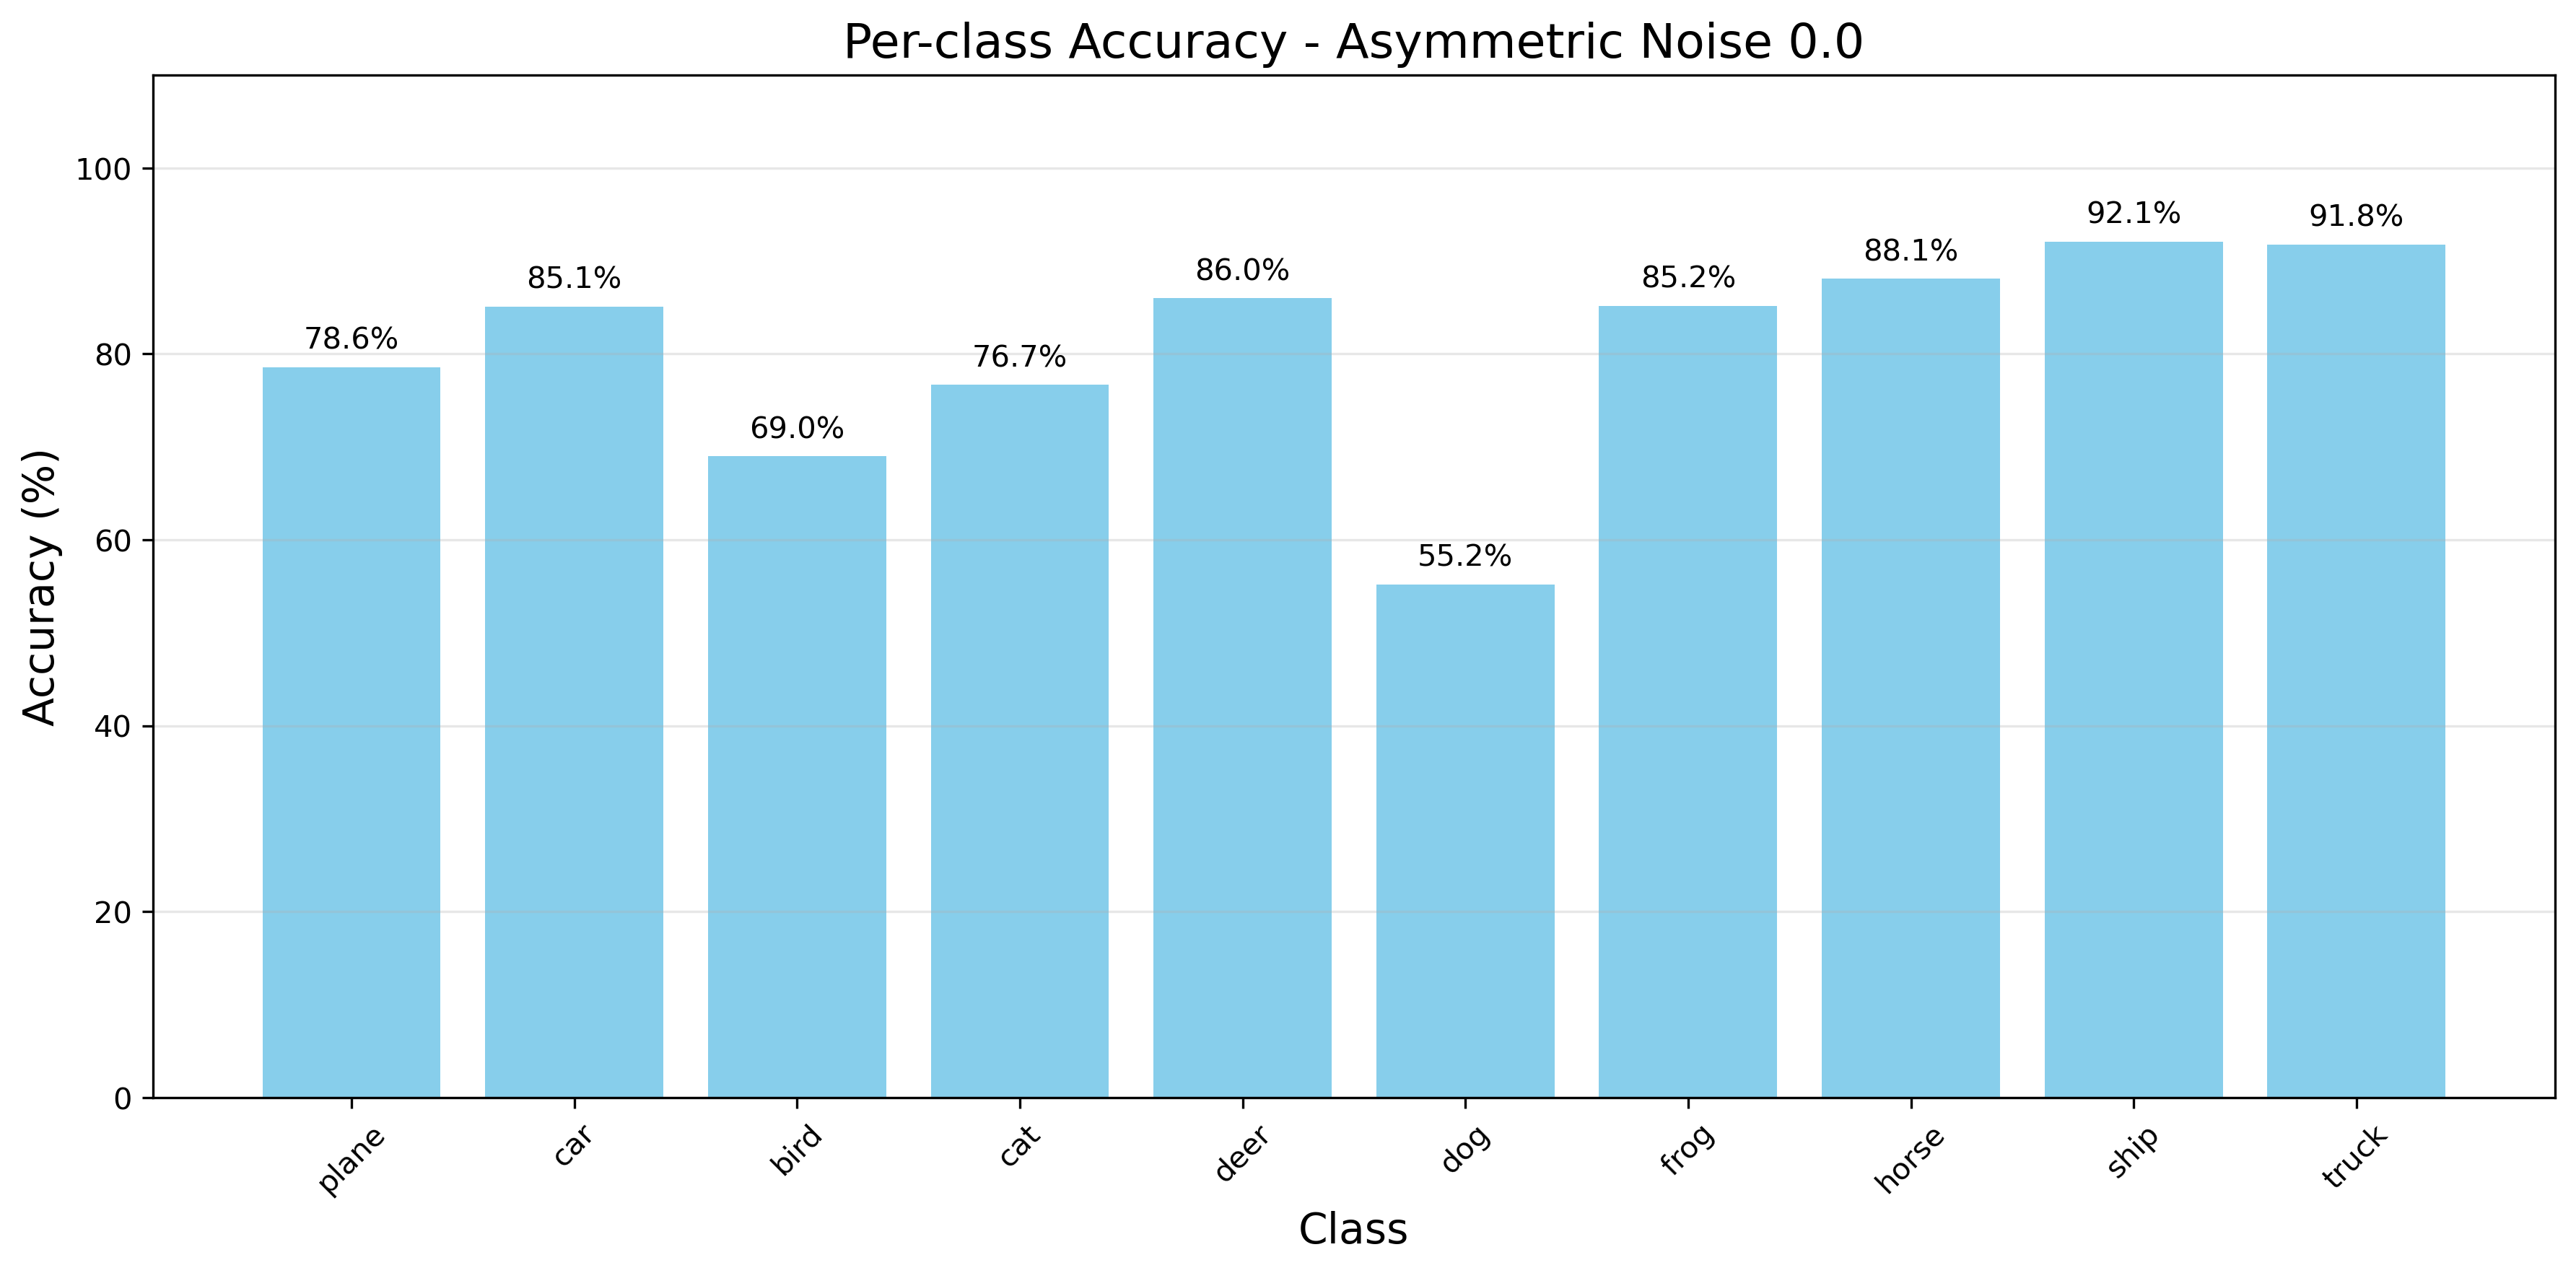 Per-class Accuracy - Asymmetric Noise 0.0
Accuracy (%)
100
80
60
40
20
0
78.6%
85.1%
69.0%
76.7%
86.0%
55.2%
85.2%
88.1%
92.1%
91.8%
plane
car
bird
cat
deer
dog
frog
horse
ship
truck
Class